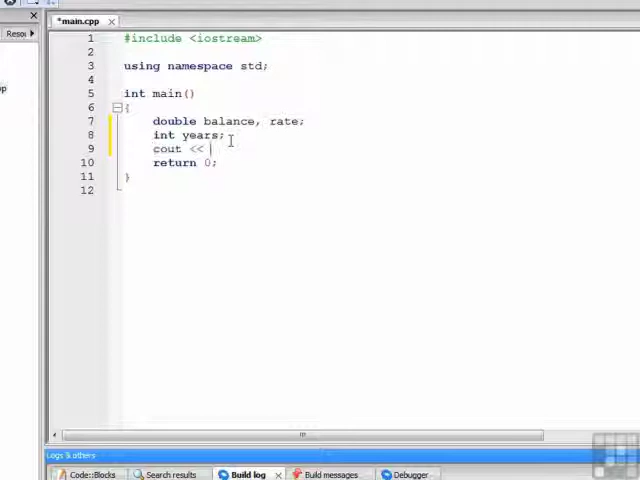 *main.cpp
Resou
p
1 #include <iostream>
2
3 using namespace std;
4
5 int main()
6 {
7 double balance, rate;
8 int years;
9 cout <<
10 return 0;
11 }
12
Logs & others
Code::Blocks Search results Build log Build messages Debugger